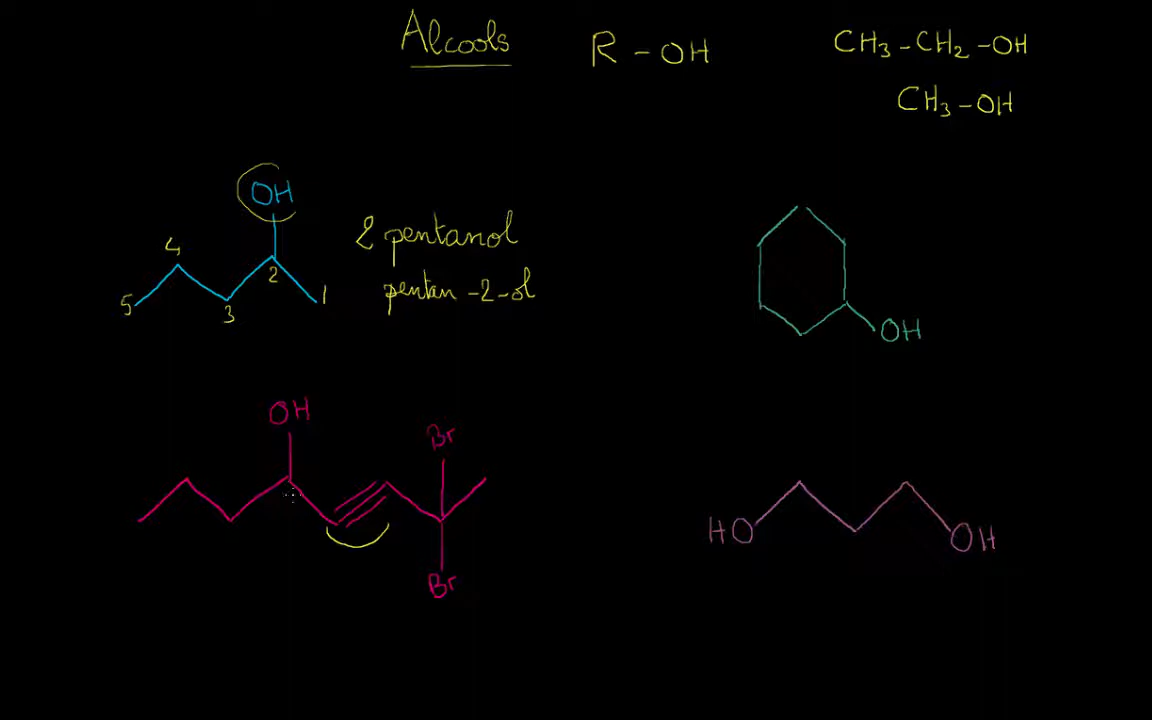 Alcools R - OH CH3 - CH2 - OH
CH3 - OH
OH
2 pentanol
pentan - 2 - ol
5 4 3 2 1
OH
OH
Br
Br
HO OH